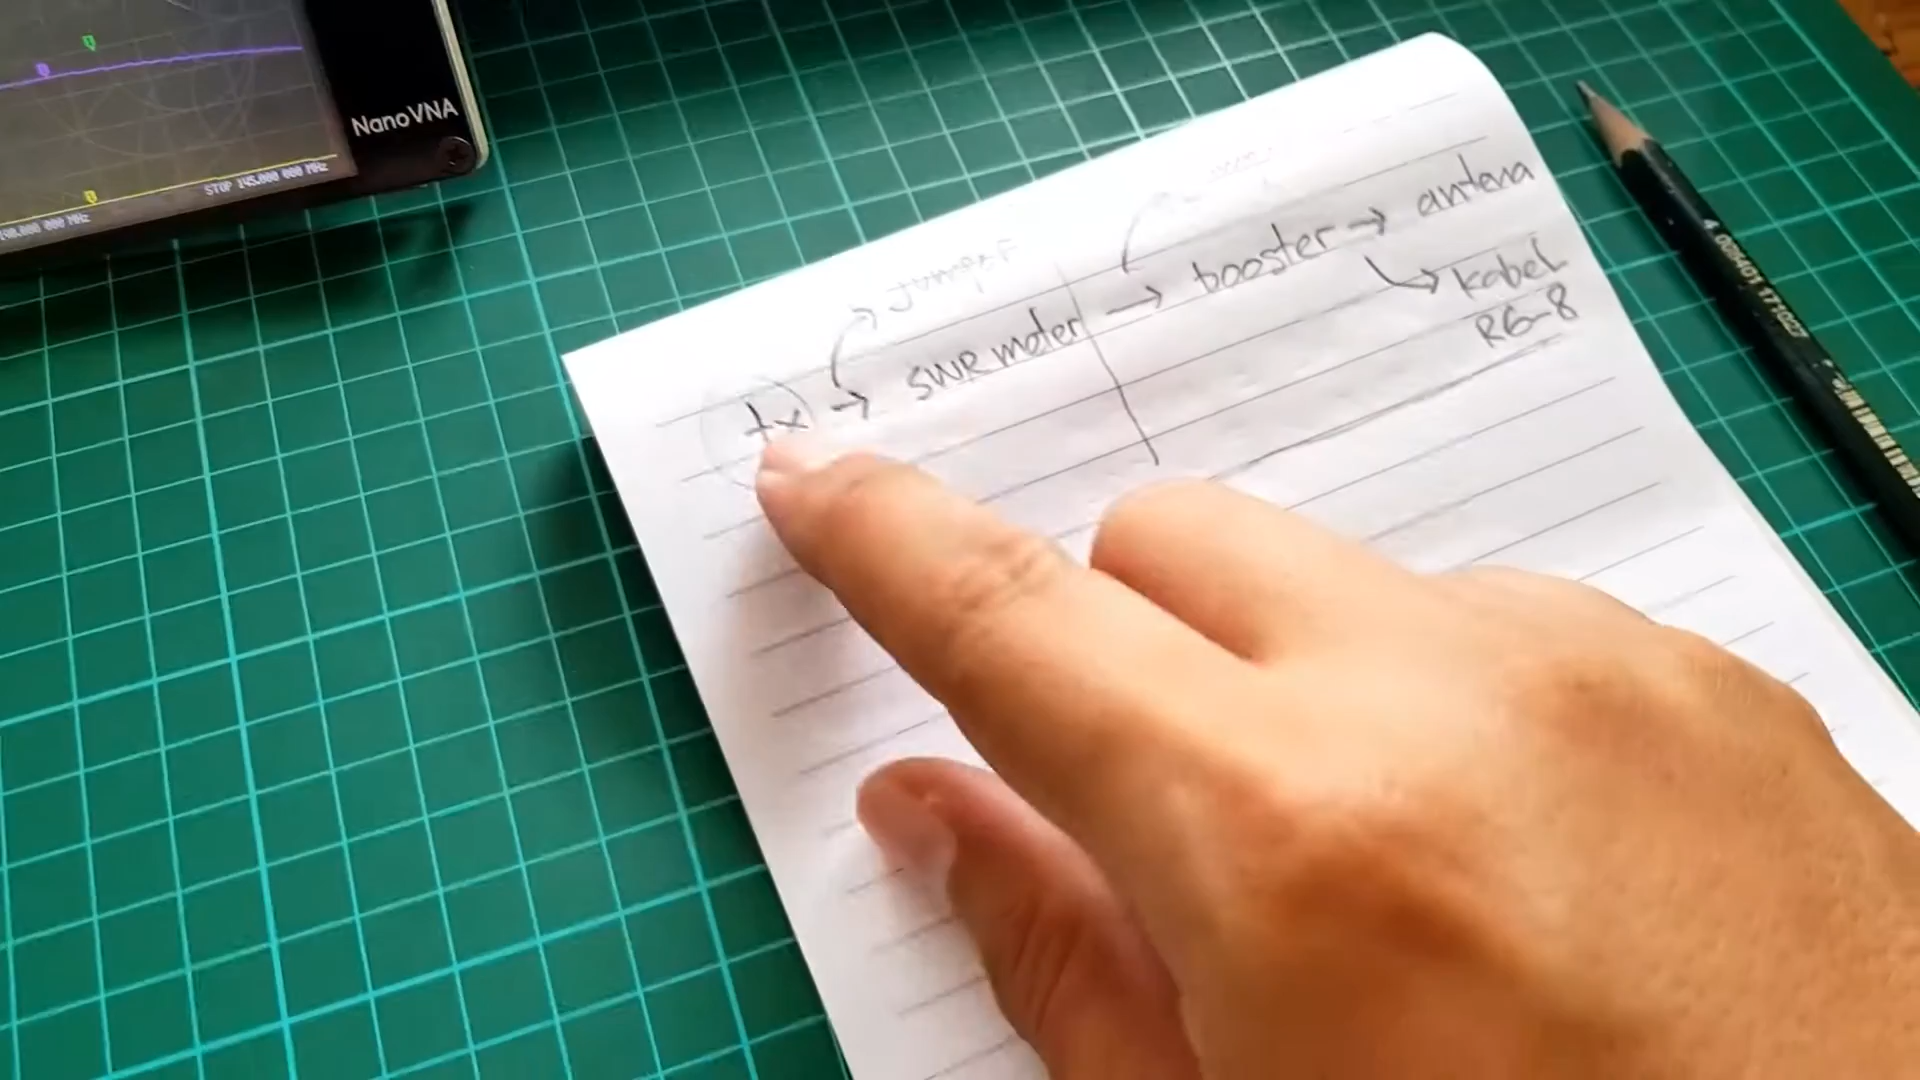 NanoVNA
STOP 145.000 000 MHz
jumper
tx → SWR meter → booster → antena
kabel
RG-8